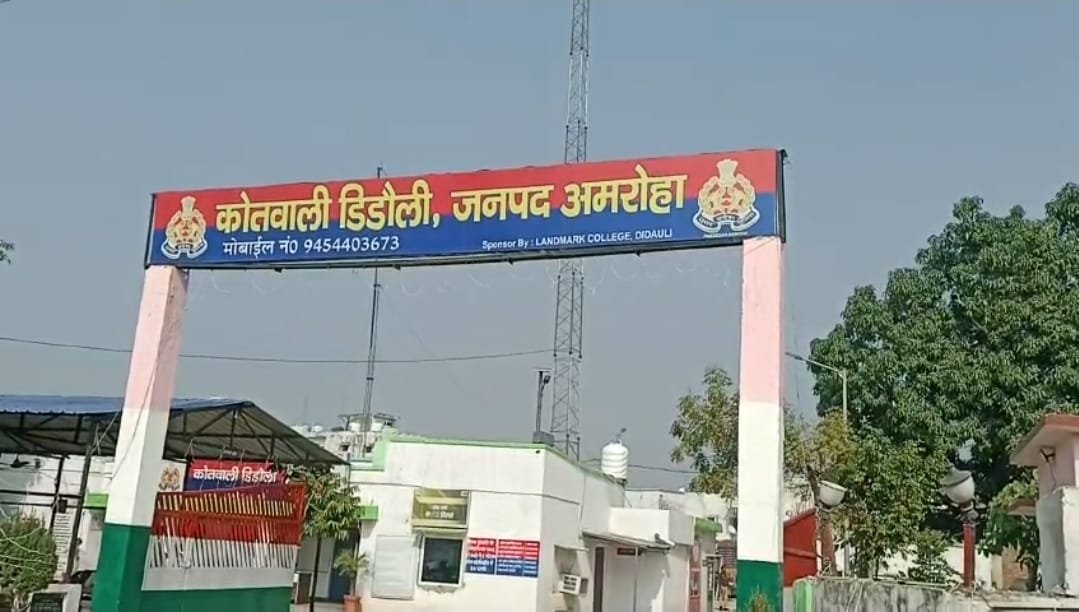 कोतवाली डिडौली, जनपद अमरोहा
मोबाईल नं0 9454403673
Sponsor By : LANDMARK COLLEGE, DIDAULI
कोतवाली डिडौली